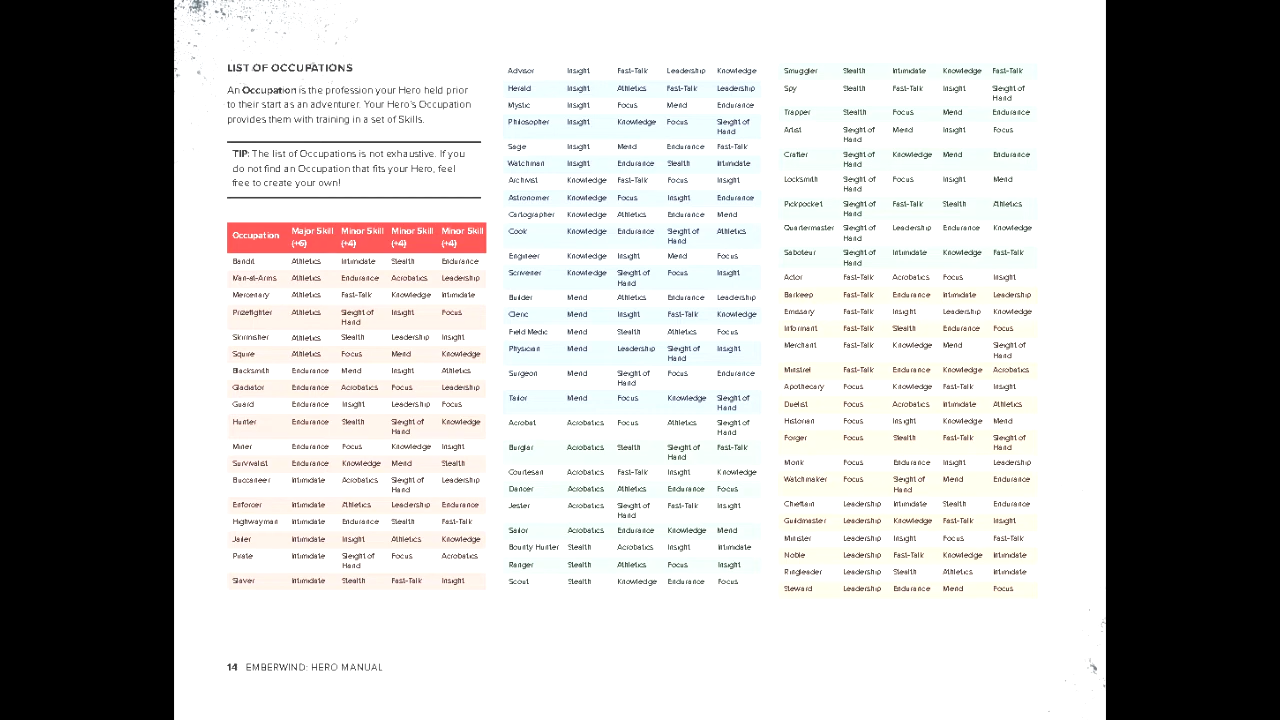 LIST OF OCCUPATIONS
An Occupation is the profession your Hero held prior
to their start as an adventurer. Your Hero's Occupation
provides them with training in a set of Skills.
TIP: The list of Occupations is not exhaustive. If you
do not find an Occupation that fits your Hero, feel
free to create your own!
Occupation Major Skill (+6) Minor Skill (+4) Minor Skill (+4) Minor Skill (+4)
Bandit Athletics Intimidate Stealth Endurance
Man-at-Arms Athletics Endurance Acrobatics Leadership
Mercenary Athletics Fast-Talk Knowledge Intimidate
Prizefighter Athletics Sleight of Hand Insight Focus
Skirmisher Athletics Stealth Leadership Insight
Squire Athletics Focus Mend Knowledge
Blacksmith Endurance Mend Insight Athletics
Gladiator Endurance Acrobatics Focus Leadership
Guard Endurance Insight Leadership Focus
Hunter Endurance Stealth Sleight of Hand Knowledge
Miner Endurance Focus Knowledge Insight
Survivalist Endurance Knowledge Mend Stealth
Buccaneer Intimidate Acrobatics Sleight of Hand Leadership
Enforcer Intimidate Athletics Leadership Endurance
Highwayman Intimidate Endurance Stealth Fast-Talk
Jailer Intimidate Insight Athletics Knowledge
Pirate Intimidate Sleight of Hand Focus Acrobatics
Slaver Intimidate Stealth Fast-Talk Insight
Advisor Insight Fast-Talk Leadership Knowledge
Herald Insight Athletics Fast-Talk Leadership
Mystic Insight Focus Mend Endurance
Philosopher Insight Knowledge Focus Sleight of Hand
Sage Insight Mend Endurance Fast-Talk
Watchman Insight Endurance Stealth Intimidate
Archivist Knowledge Fast-Talk Focus Insight
Astronomer Knowledge Focus Insight Endurance
Cartographer Knowledge Athletics Endurance Mend
Cook Knowledge Endurance Sleight of Hand Athletics
Engineer Knowledge Insight Mend Focus
Scrivener Knowledge Sleight of Hand Focus Insight
Builder Mend Athletics Endurance Leadership
Cleric Mend Insight Fast-Talk Knowledge
Field Medic Mend Stealth Athletics Focus
Physician Mend Leadership Sleight of Hand Insight
Surgeon Mend Sleight of Hand Focus Endurance
Tailor Mend Focus Knowledge Sleight of Hand
Acrobat Acrobatics Focus Athletics Sleight of Hand
Burglar Acrobatics Stealth Sleight of Hand Fast-Talk
Courtesan Acrobatics Fast-Talk Insight Knowledge
Dancer Acrobatics Athletics Endurance Focus
Jester Acrobatics Sleight of Hand Fast-Talk Insight
Sailor Acrobatics Endurance Knowledge Mend
Bounty Hunter Stealth Acrobatics Insight Intimidate
Ranger Stealth Athletics Focus Insight
Scout Stealth Knowledge Endurance Focus
Smuggler Stealth Intimidate Knowledge Fast-Talk
Spy Stealth Fast-Talk Insight Sleight of Hand
Trapper Stealth Focus Mend Endurance
Artist Sleight of Hand Mend Insight Focus
Crafter Sleight of Hand Knowledge Mend Endurance
Locksmith Sleight of Hand Focus Insight Mend
Pickpocket Sleight of Hand Fast-Talk Stealth Athletics
Quartermaster Sleight of Hand Leadership Endurance Knowledge
Saboteur Sleight of Hand Intimidate Knowledge Fast-Talk
Actor Fast-Talk Acrobatics Focus Insight
Barkeep Fast-Talk Endurance Intimidate Leadership
Emissary Fast-Talk Insight Leadership Knowledge
Informant Fast-Talk Stealth Endurance Focus
Merchant Fast-Talk Knowledge Mend Sleight of Hand
Minstrel Fast-Talk Endurance Knowledge Acrobatics
Apothecary Focus Knowledge Fast-Talk Insight
Duelist Focus Acrobatics Intimidate Athletics
Historian Focus Insight Knowledge Mend
Forger Focus Stealth Fast-Talk Sleight of Hand
Monk Focus Endurance Insight Leadership
Watchmaker Focus Sleight of Hand Mend Endurance
Chieftain Leadership Intimidate Stealth Endurance
Guildmaster Leadership Knowledge Fast-Talk Insight
Minister Leadership Insight Focus Fast-Talk
Noble Leadership Fast-Talk Knowledge Intimidate
Ringleader Leadership Stealth Athletics Intimidate
Steward Leadership Endurance Mend Focus
14 EMBERWIND: HERO MANUAL